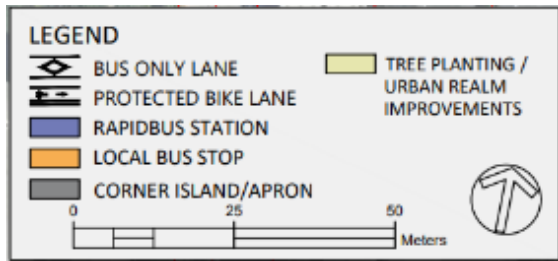 LEGEND
BUS ONLY LANE
PROTECTED BIKE LANE
RAPIDBUS STATION
LOCAL BUS STOP
CORNER ISLAND/APRON
TREE PLANTING /
URBAN REALM
IMPROVEMENTS
0 25 50
Meters